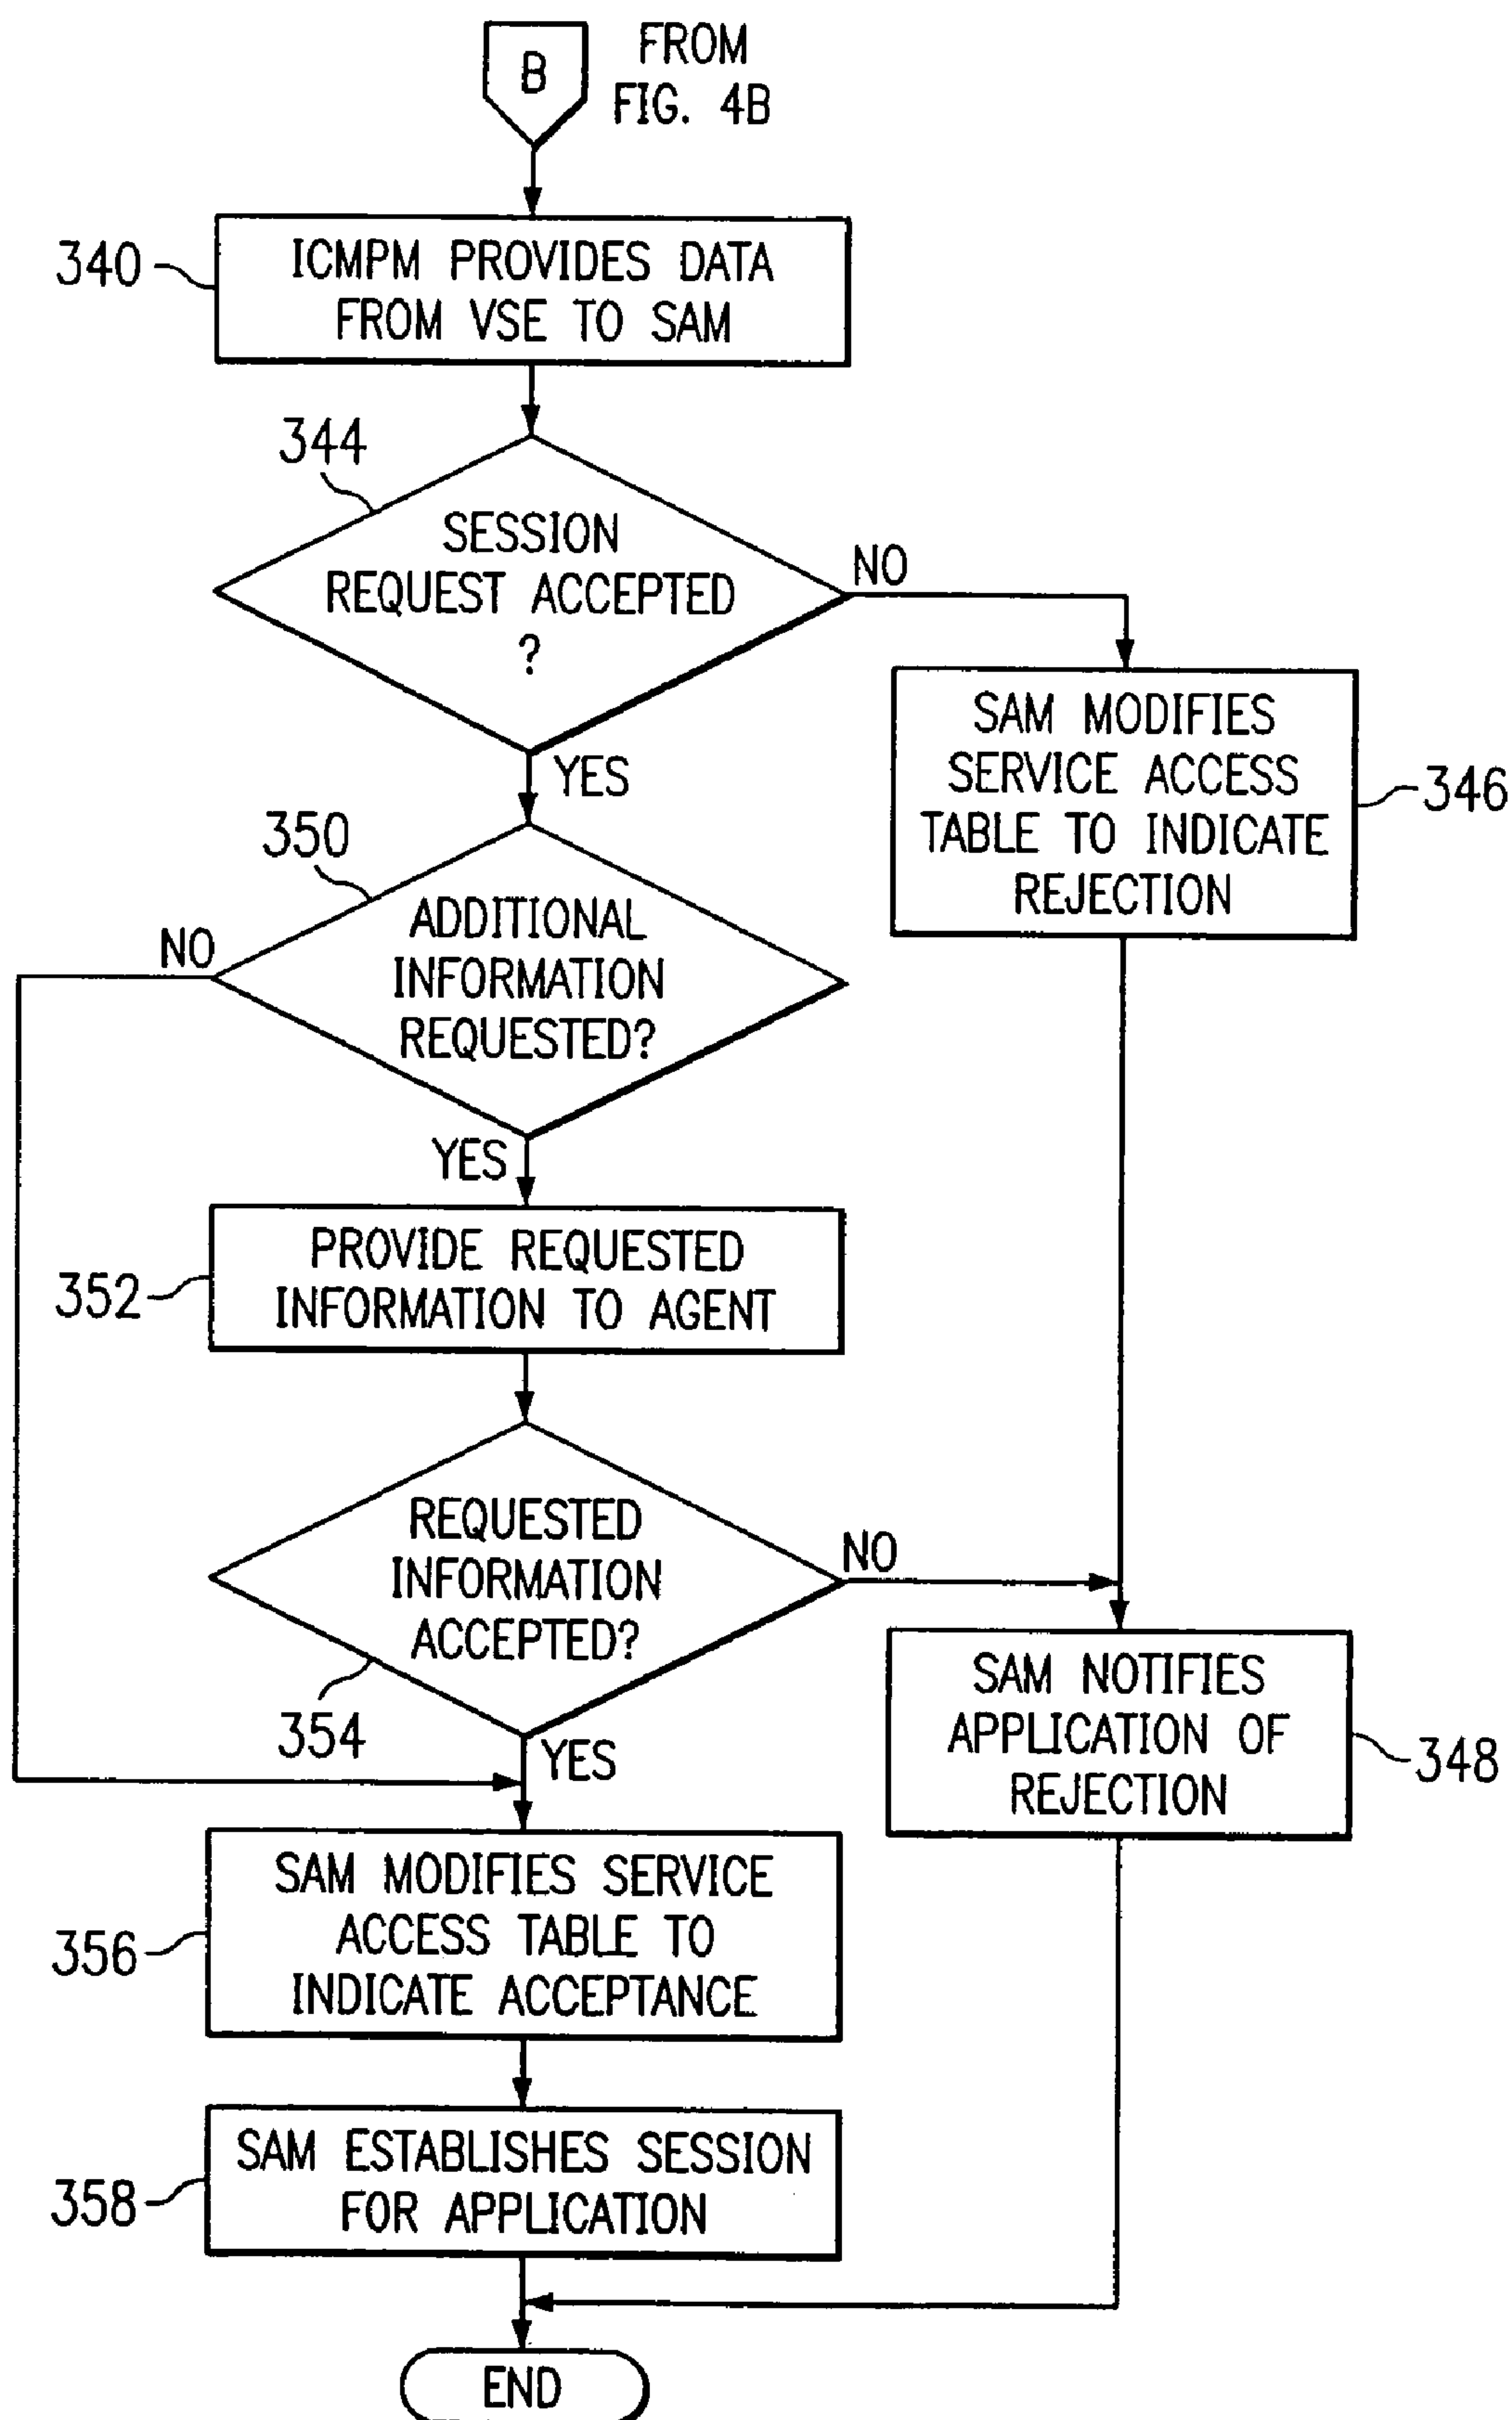 B
FROM
FIG. 4B
340
ICMPM PROVIDES DATA
FROM VSE TO SAM
344
SESSION
REQUEST ACCEPTED
?
NO
YES
SAM MODIFIES
SERVICE ACCESS
TABLE TO INDICATE
REJECTION
346
350
ADDITIONAL
INFORMATION
REQUESTED?
NO
YES
352
PROVIDE REQUESTED
INFORMATION TO AGENT
REQUESTED
INFORMATION
ACCEPTED?
NO
354
YES
SAM NOTIFIES
APPLICATION OF
REJECTION
348
356
SAM MODIFIES SERVICE
ACCESS TABLE TO
INDICATE ACCEPTANCE
358
SAM ESTABLISHES SESSION
FOR APPLICATION
END